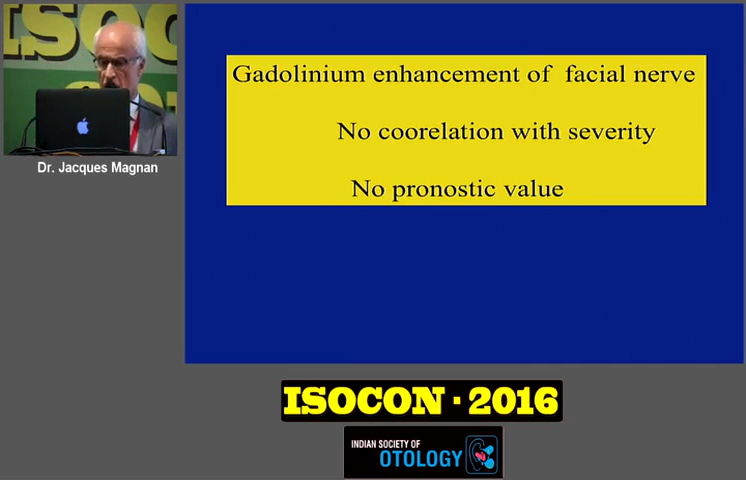 ISOC
Dr. Jacques Magnan
Gadolinium enhancement of facial nerve
No coorelation with severity
No pronostic value
ISOCON · 2016
INDIAN SOCIETY OF
OTOLOGY